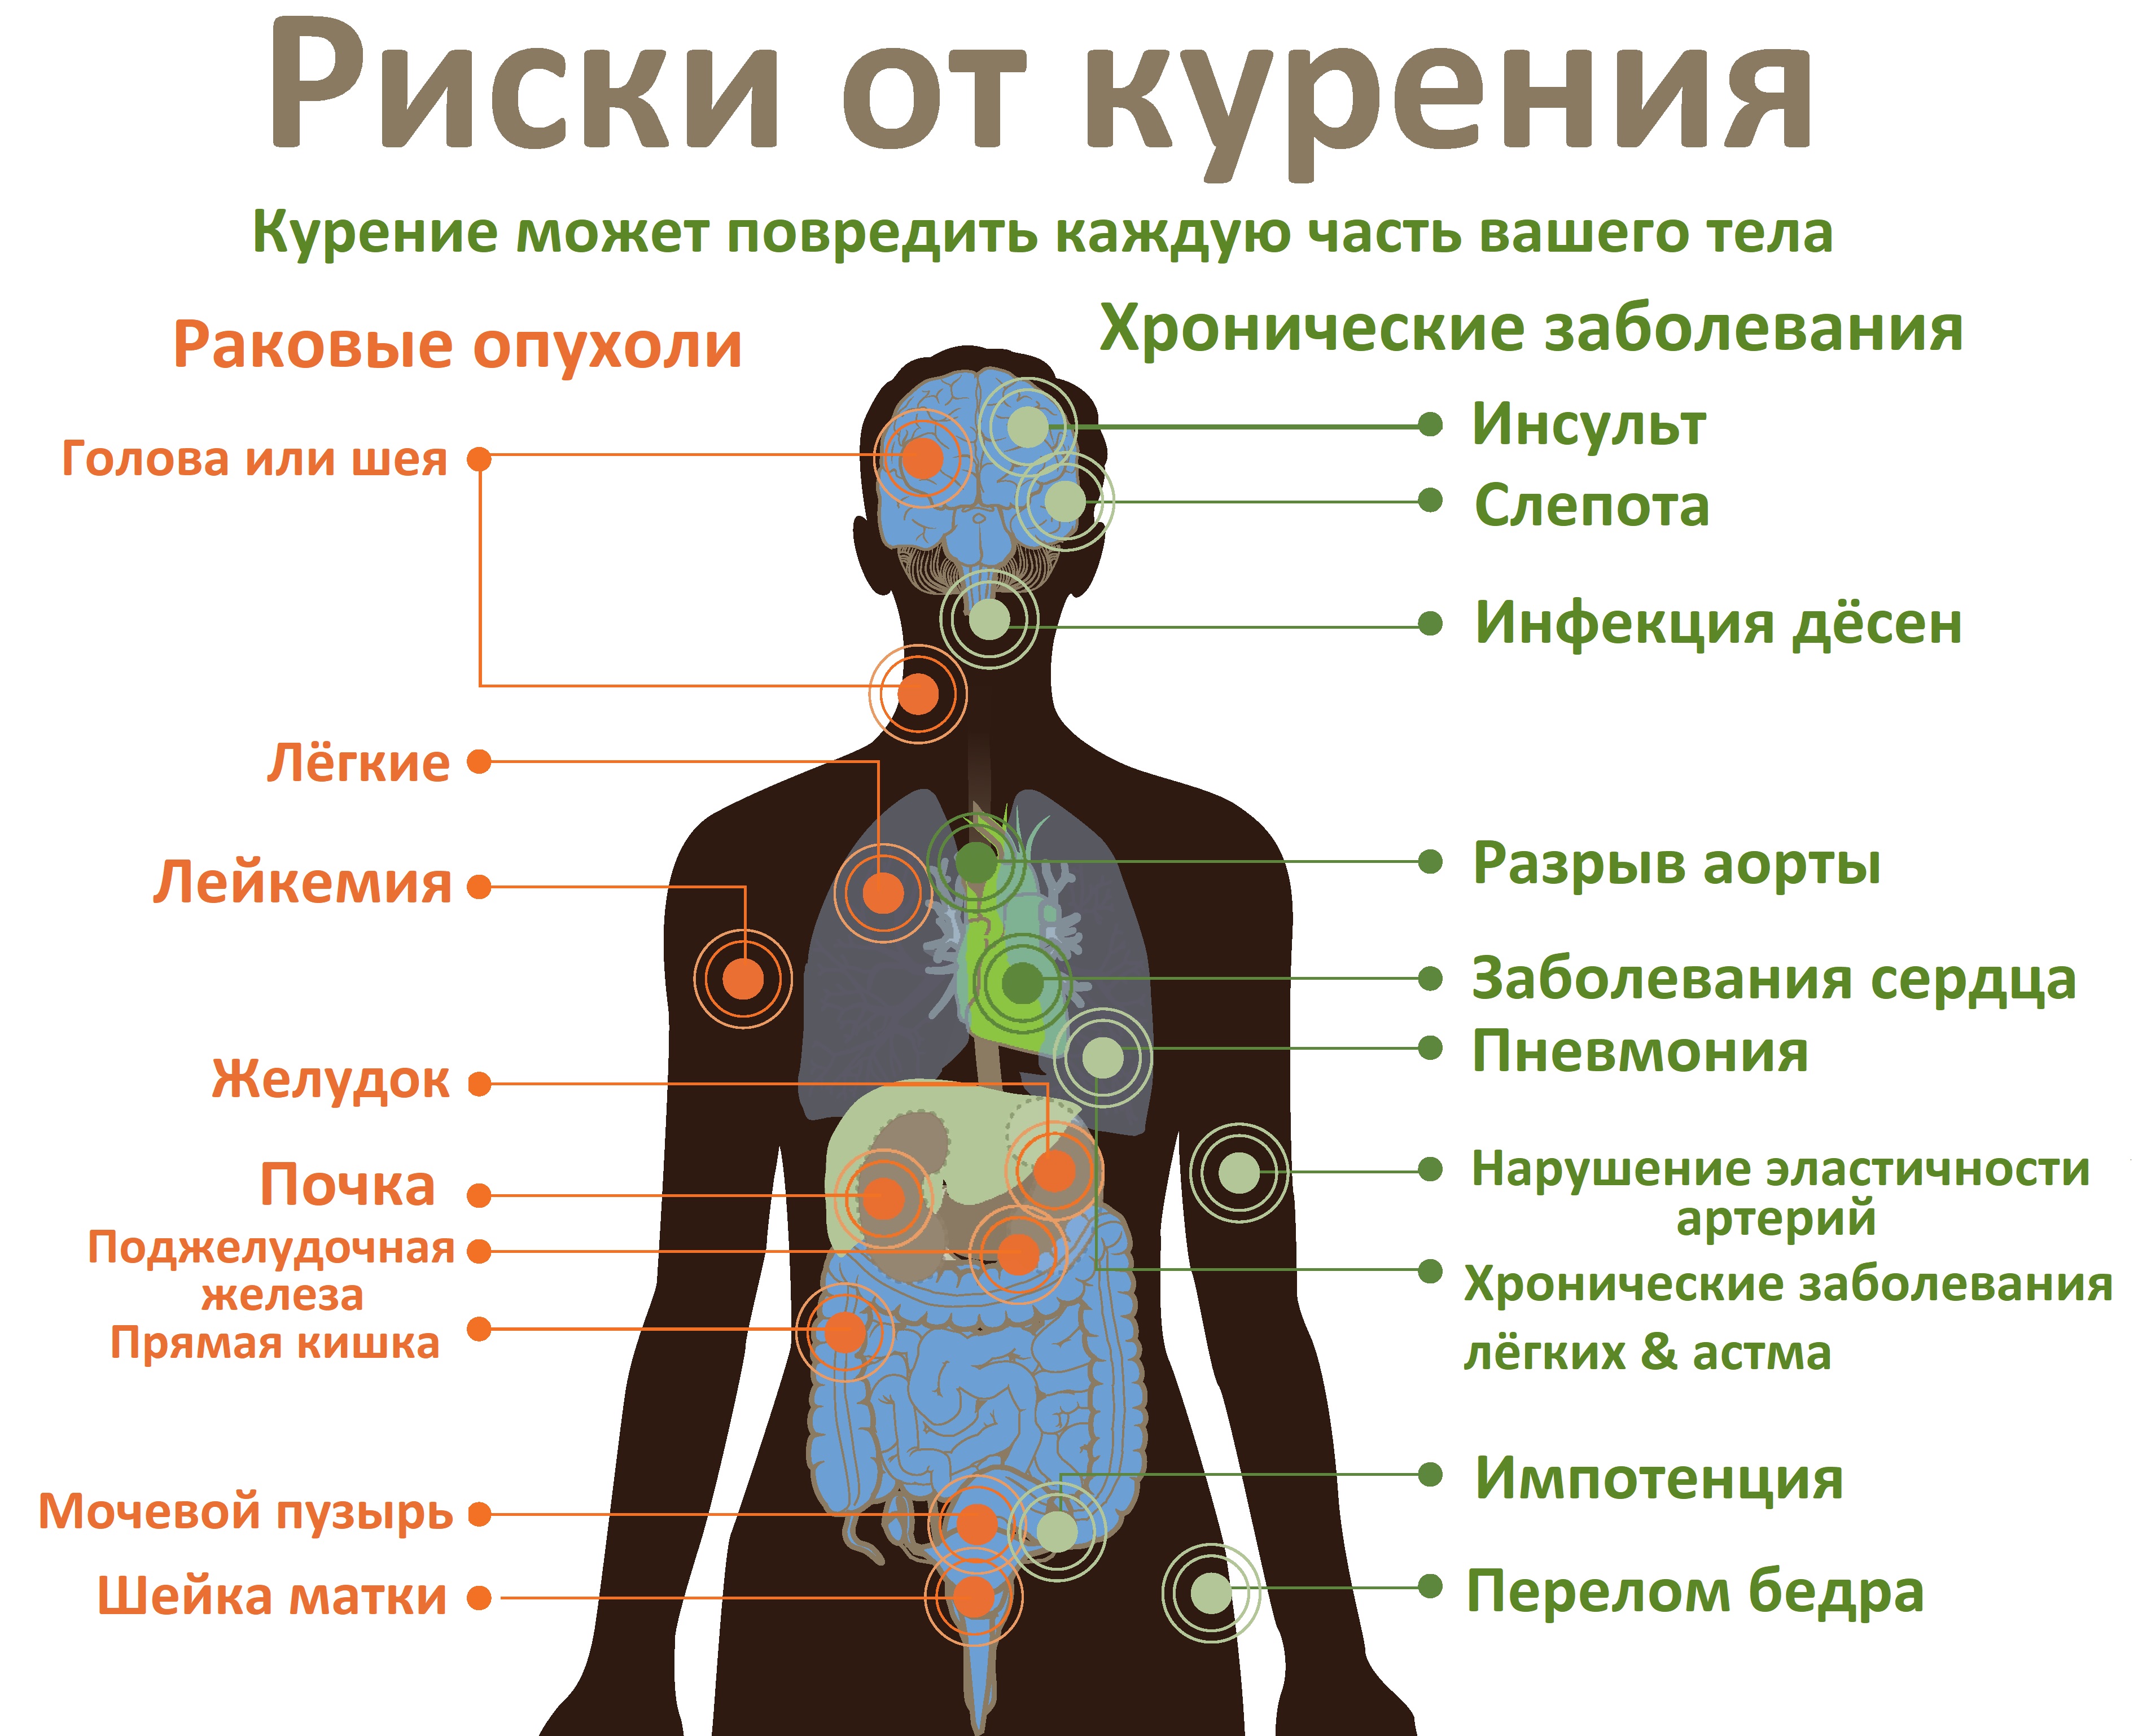 Риски от курения
Курение может повредить каждую часть вашего тела
Раковые опухоли
Голова или шея
Лёгкие
Лейкемия
Желудок
Почка
Поджелудочная
железа
Прямая кишка
Мочевой пузырь
Шейка матки
Хронические заболевания
Инсульт
Слепота
Инфекция дёсен
Разрыв аорты
Заболевания сердца
Пневмония
Нарушение эластичности
артерий
Хронические заболевания
лёгких & астма
Импотенция
Перелом бедра